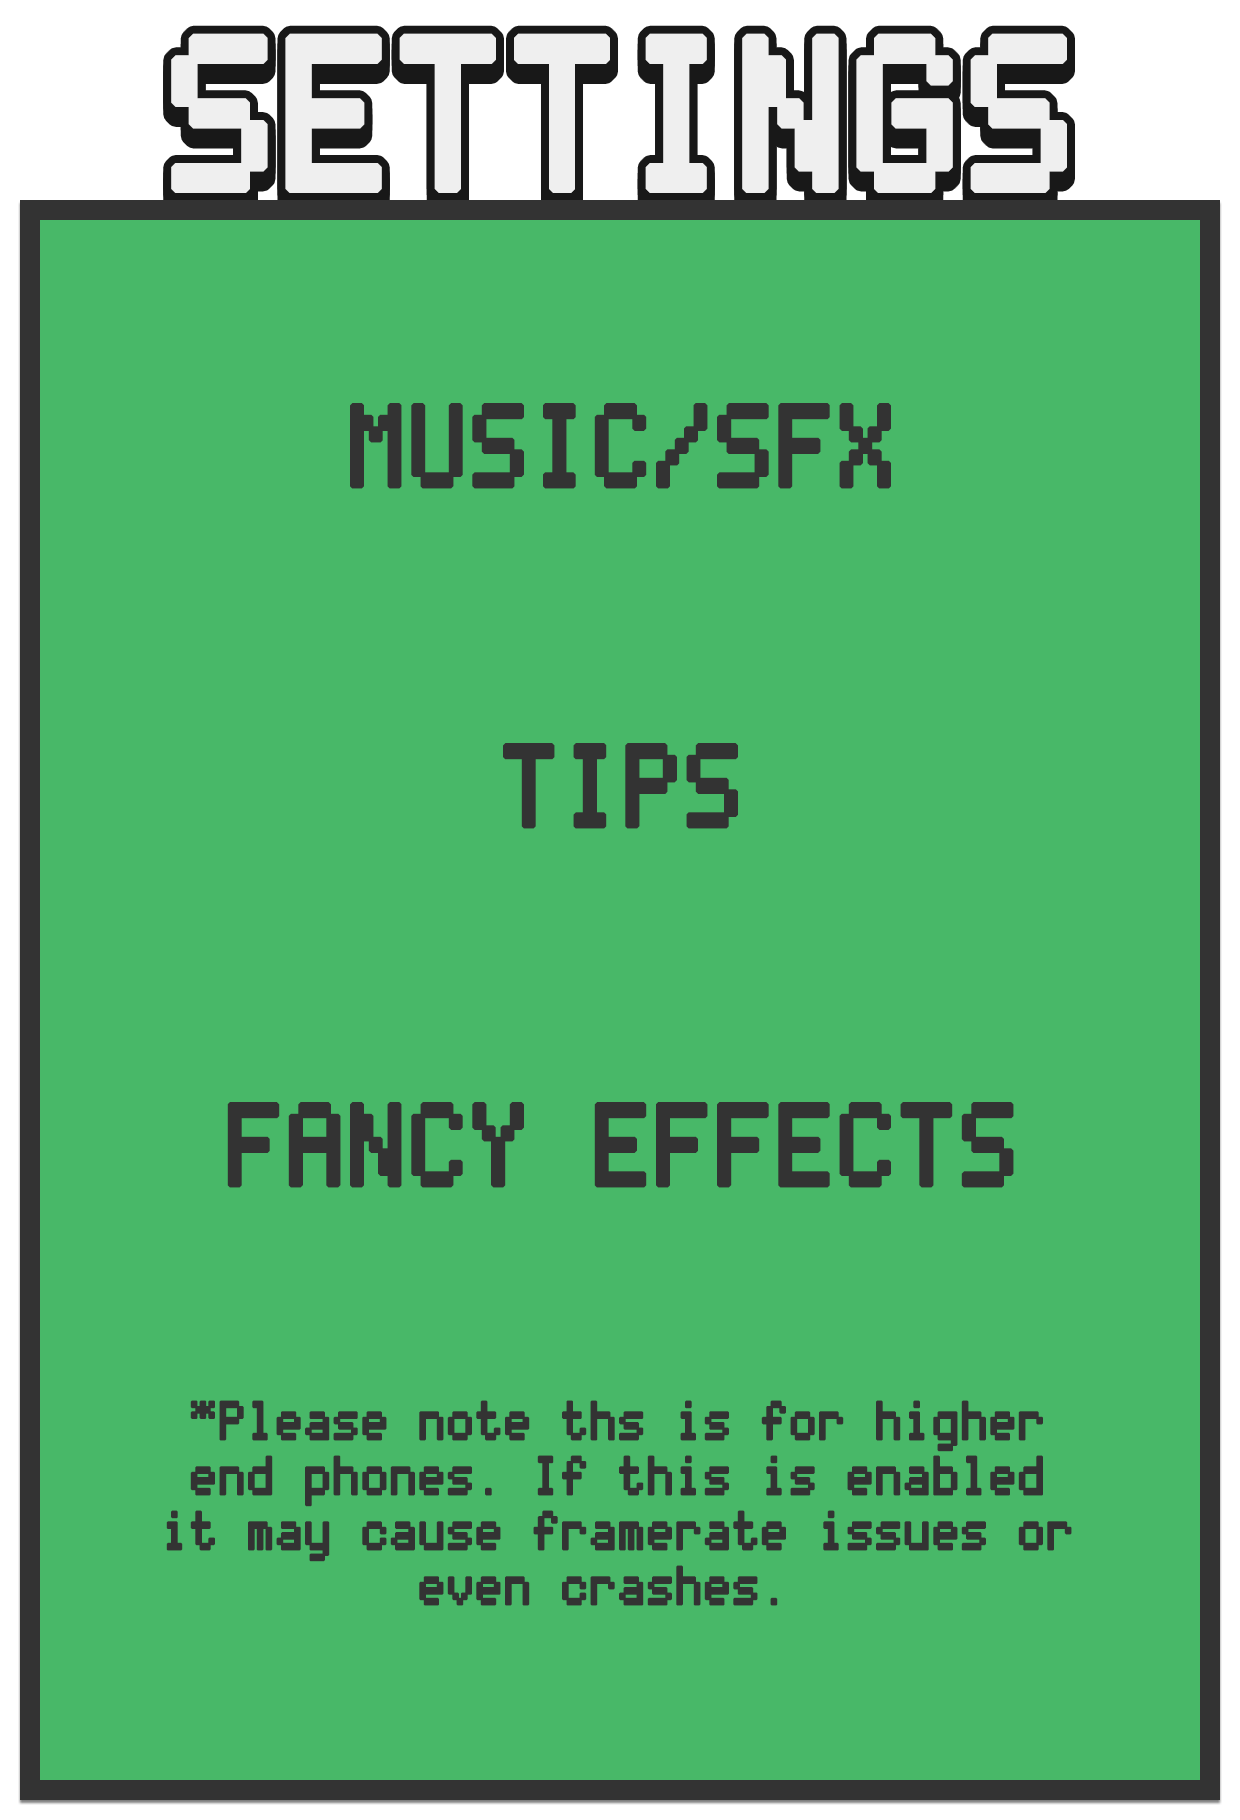 SETTINGS
MUSIC/SFX
TIPS
FANCY EFFECTS
*Please note ths is for higher
end phones. If this is enabled
it may cause framerate issues or
even crashes.